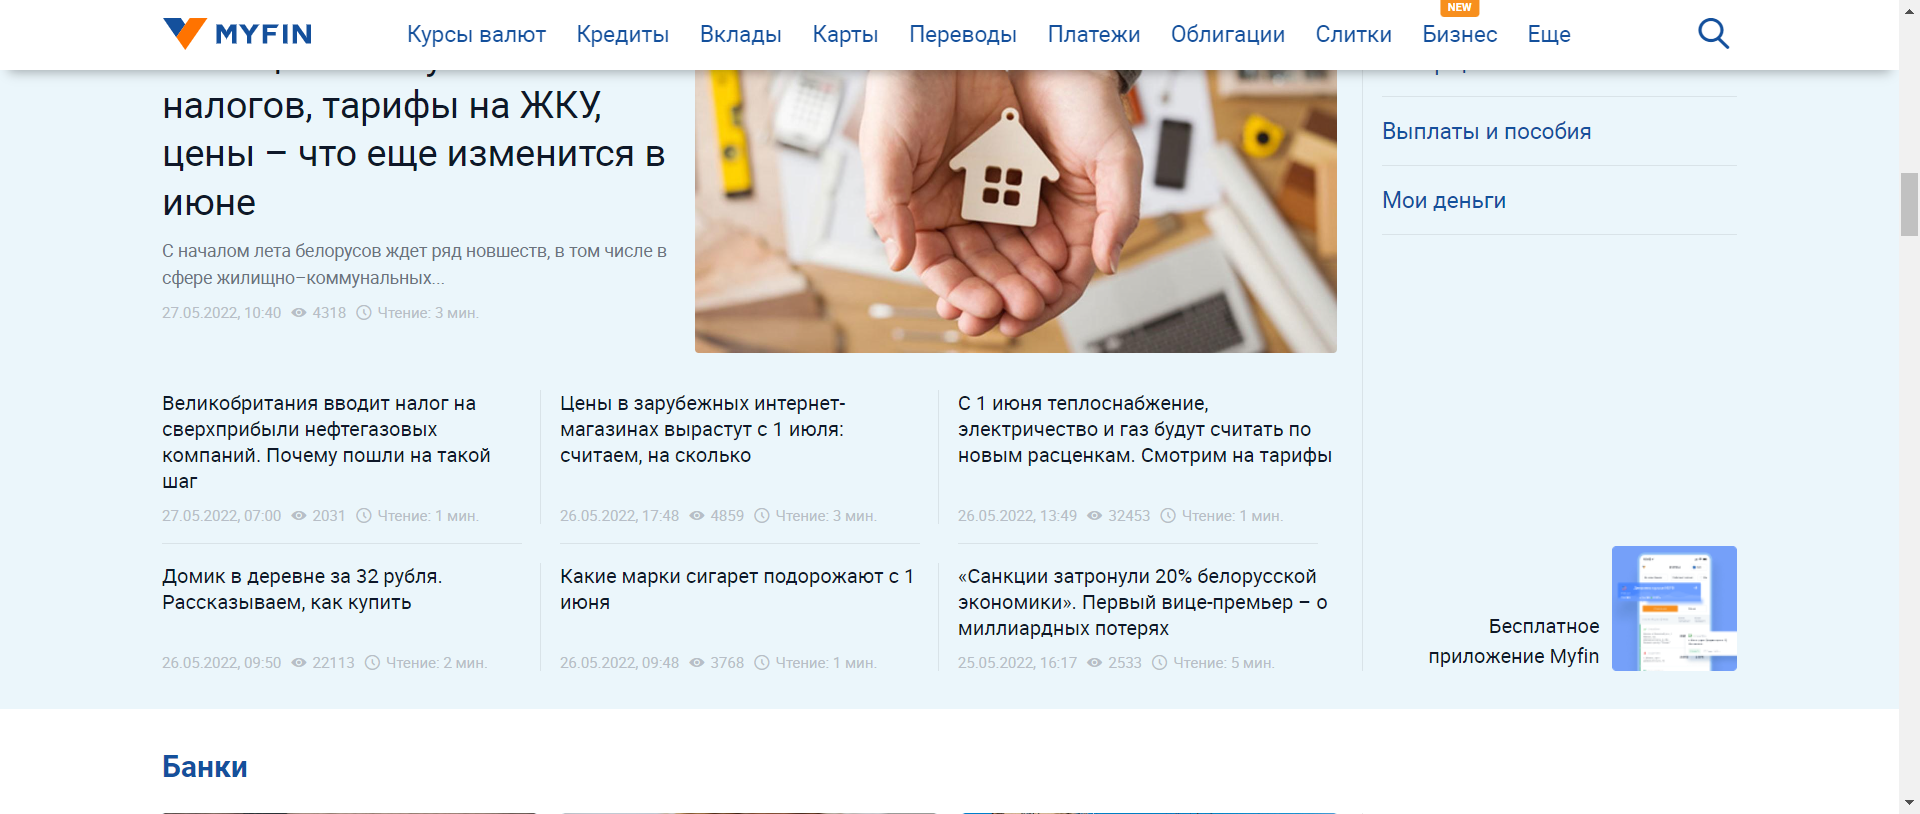 NEW
MYFIN Курсы валют Кредиты Вклады Карты Переводы Платежи Облигации Слитки Бизнес Еще
налогов, тарифы на ЖКУ,
цены – что еще изменится в
июне
С началом лета белорусов ждет ряд новшеств, в том числе в
сфере жилищно–коммунальных...
27.05.2022, 10:40 4318 Чтение: 3 мин.
Выплаты и пособия
Мои деньги
Великобритания вводит налог на
сверхприбыли нефтегазовых
компаний. Почему пошли на такой
шаг
27.05.2022, 07:00 2031 Чтение: 1 мин.
Цены в зарубежных интернет-
магазинах вырастут с 1 июля:
считаем, на сколько
26.05.2022, 17:48 4859 Чтение: 3 мин.
С 1 июня теплоснабжение,
электричество и газ будут считать по
новым расценкам. Смотрим на тарифы
26.05.2022, 13:49 32453 Чтение: 1 мин.
Домик в деревне за 32 рубля.
Рассказываем, как купить
26.05.2022, 09:50 22113 Чтение: 2 мин.
Какие марки сигарет подорожают с 1
июня
26.05.2022, 09:48 3768 Чтение: 1 мин.
«Санкции затронули 20% белорусской
экономики». Первый вице-премьер – о
миллиардных потерях
25.05.2022, 16:17 2533 Чтение: 5 мин.
Бесплатное
приложение Myfin
Банки